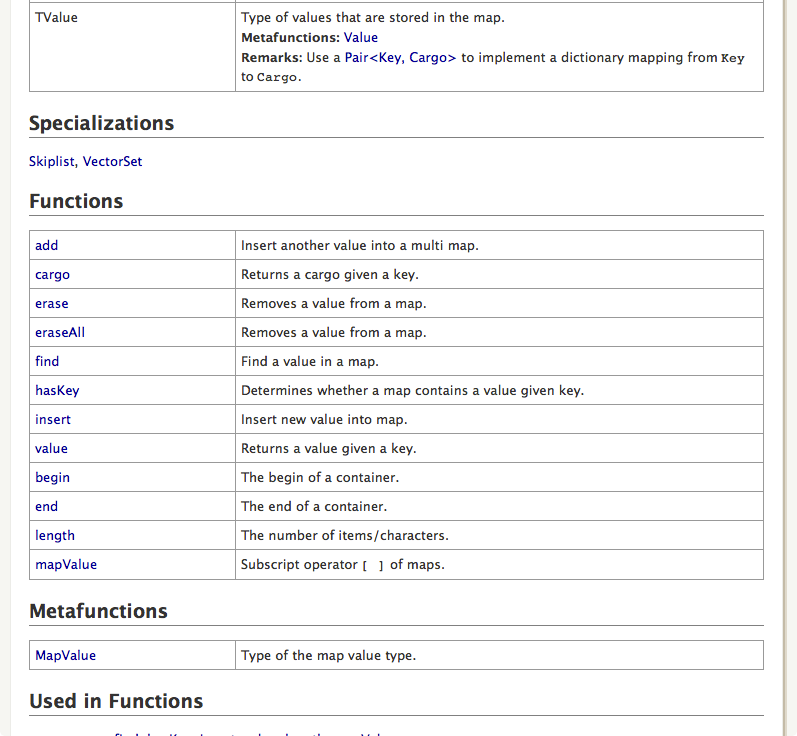 TValue Type of values that are stored in the map.
Metafunctions: Value
Remarks: Use a Pair<Key, Cargo> to implement a dictionary mapping from Key
to Cargo.
Specializations
Skiplist, VectorSet
Functions
add Insert another value into a multi map.
cargo Returns a cargo given a key.
erase Removes a value from a map.
eraseAll Removes a value from a map.
find Find a value in a map.
hasKey Determines whether a map contains a value given key.
insert Insert new value into map.
value Returns a value given a key.
begin The begin of a container.
end The end of a container.
length The number of items/characters.
mapValue Subscript operator [ ] of maps.
Metafunctions
MapValue Type of the map value type.
Used in Functions